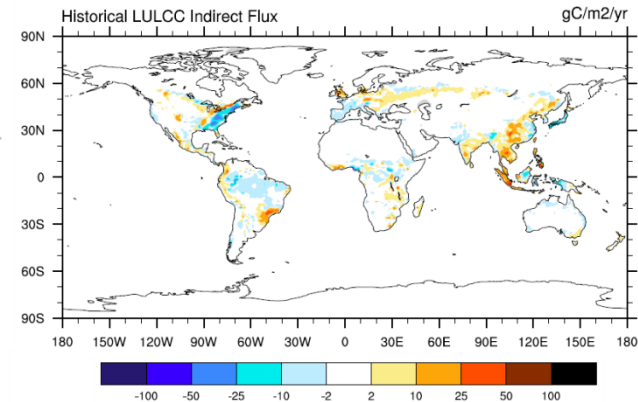 Historical LULCC Indirect Flux gC/m2/yr
90N
60N
30N
0
30S
60S
90S
180 150W 120W 90W 60W 30W 0 30E 60E 90E 120E 150E 180
-100 -50 -25 -10 -2 2 10 25 50 100